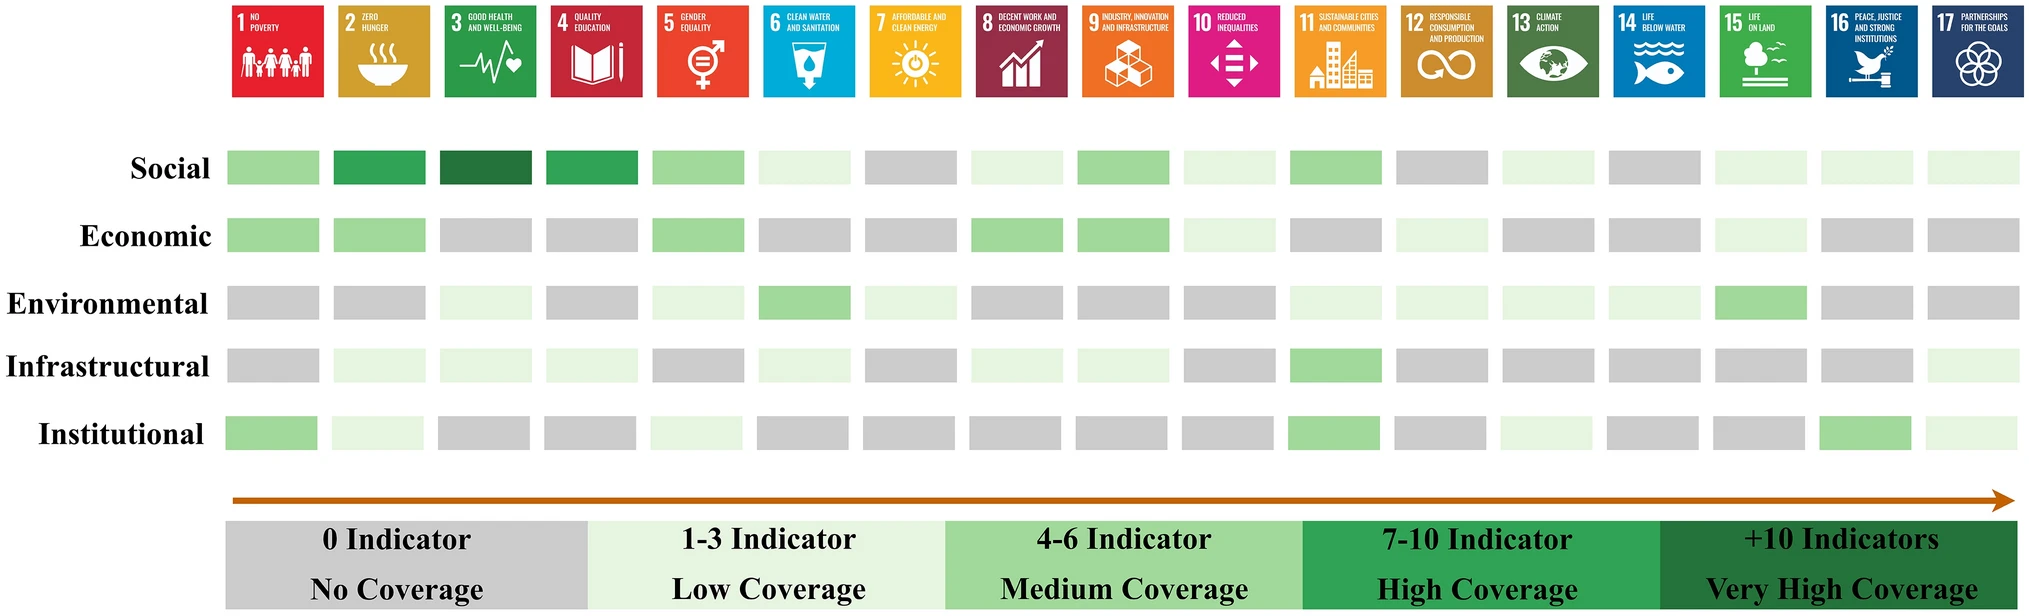 1 NO
POVERTY
2 ZERO
HUNGER
3 GOOD HEALTH
AND WELL-BEING
4 QUALITY
EDUCATION
5 GENDER
EQUALITY
6 CLEAN WATER
AND SANITATION
7 AFFORDABLE AND
CLEAN ENERGY
8 DECENT WORK AND
ECONOMIC GROWTH
9 INDUSTRY, INNOVATION
AND INFRASTRUCTURE
10 REDUCED
INEQUALITIES
11 SUSTAINABLE CITIES
AND COMMUNITIES
12 RESPONSIBLE
CONSUMPTION
AND PRODUCTION
13 CLIMATE
ACTION
14 LIFE
BELOW WATER
15 LIFE
ON LAND
16 PEACE, JUSTICE
AND STRONG
INSTITUTIONS
17 PARTNERSHIPS
FOR THE GOALS
Social
Economic
Environmental
Infrastructural
Institutional
0 Indicator
No Coverage
1-3 Indicator
Low Coverage
4-6 Indicator
Medium Coverage
7-10 Indicator
High Coverage
+10 Indicators
Very High Coverage